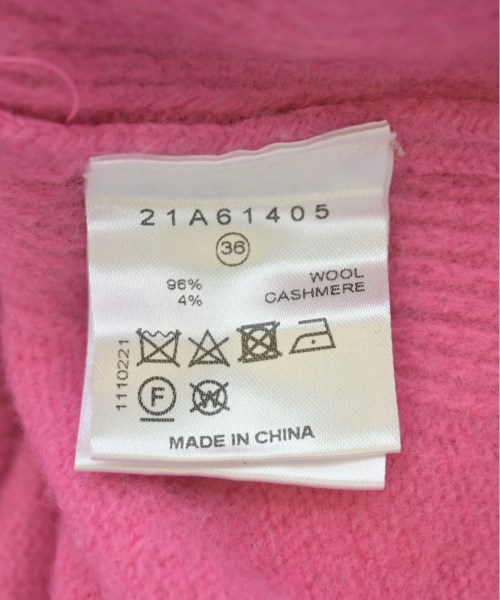 21A61405
36
96% WOOL
4% CASHMERE
1110221
F W
MADE IN CHINA